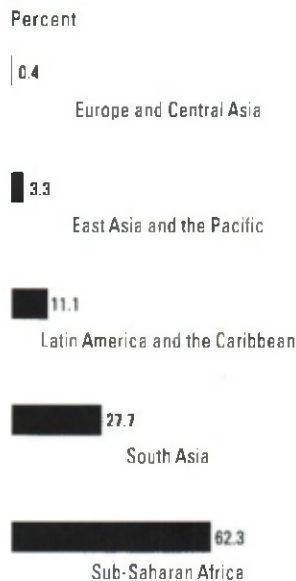 Percent
0.4
Europe and Central Asia
3.3
East Asia and the Pacific
11.1
Latin America and the Caribbean
27.7
South Asia
62.3
Sub-Saharan Africa